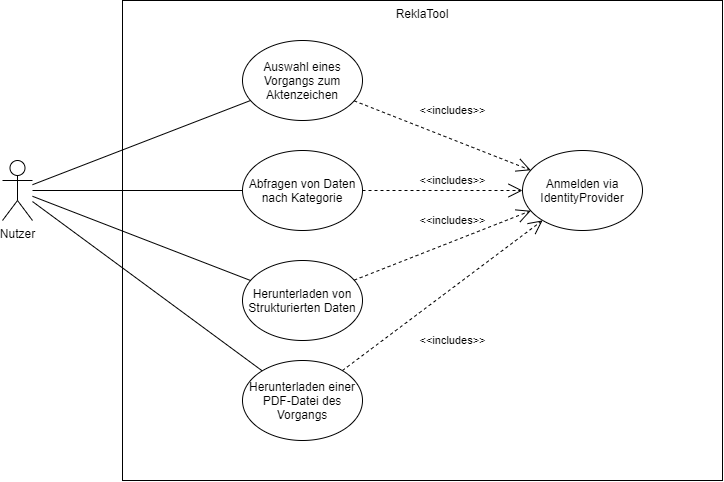 ReklaTool
Auswahl eines
Vorgangs zum
Aktenzeichen
<<includes>>
Abfragen von Daten
nach Kategorie
<<includes>>
Anmelden via
IdentityProvider
Nutzer
<<includes>>
Herunterladen von
Strukturierten Daten
<<includes>>
Herunterladen einer
PDF-Datei des
Vorgangs